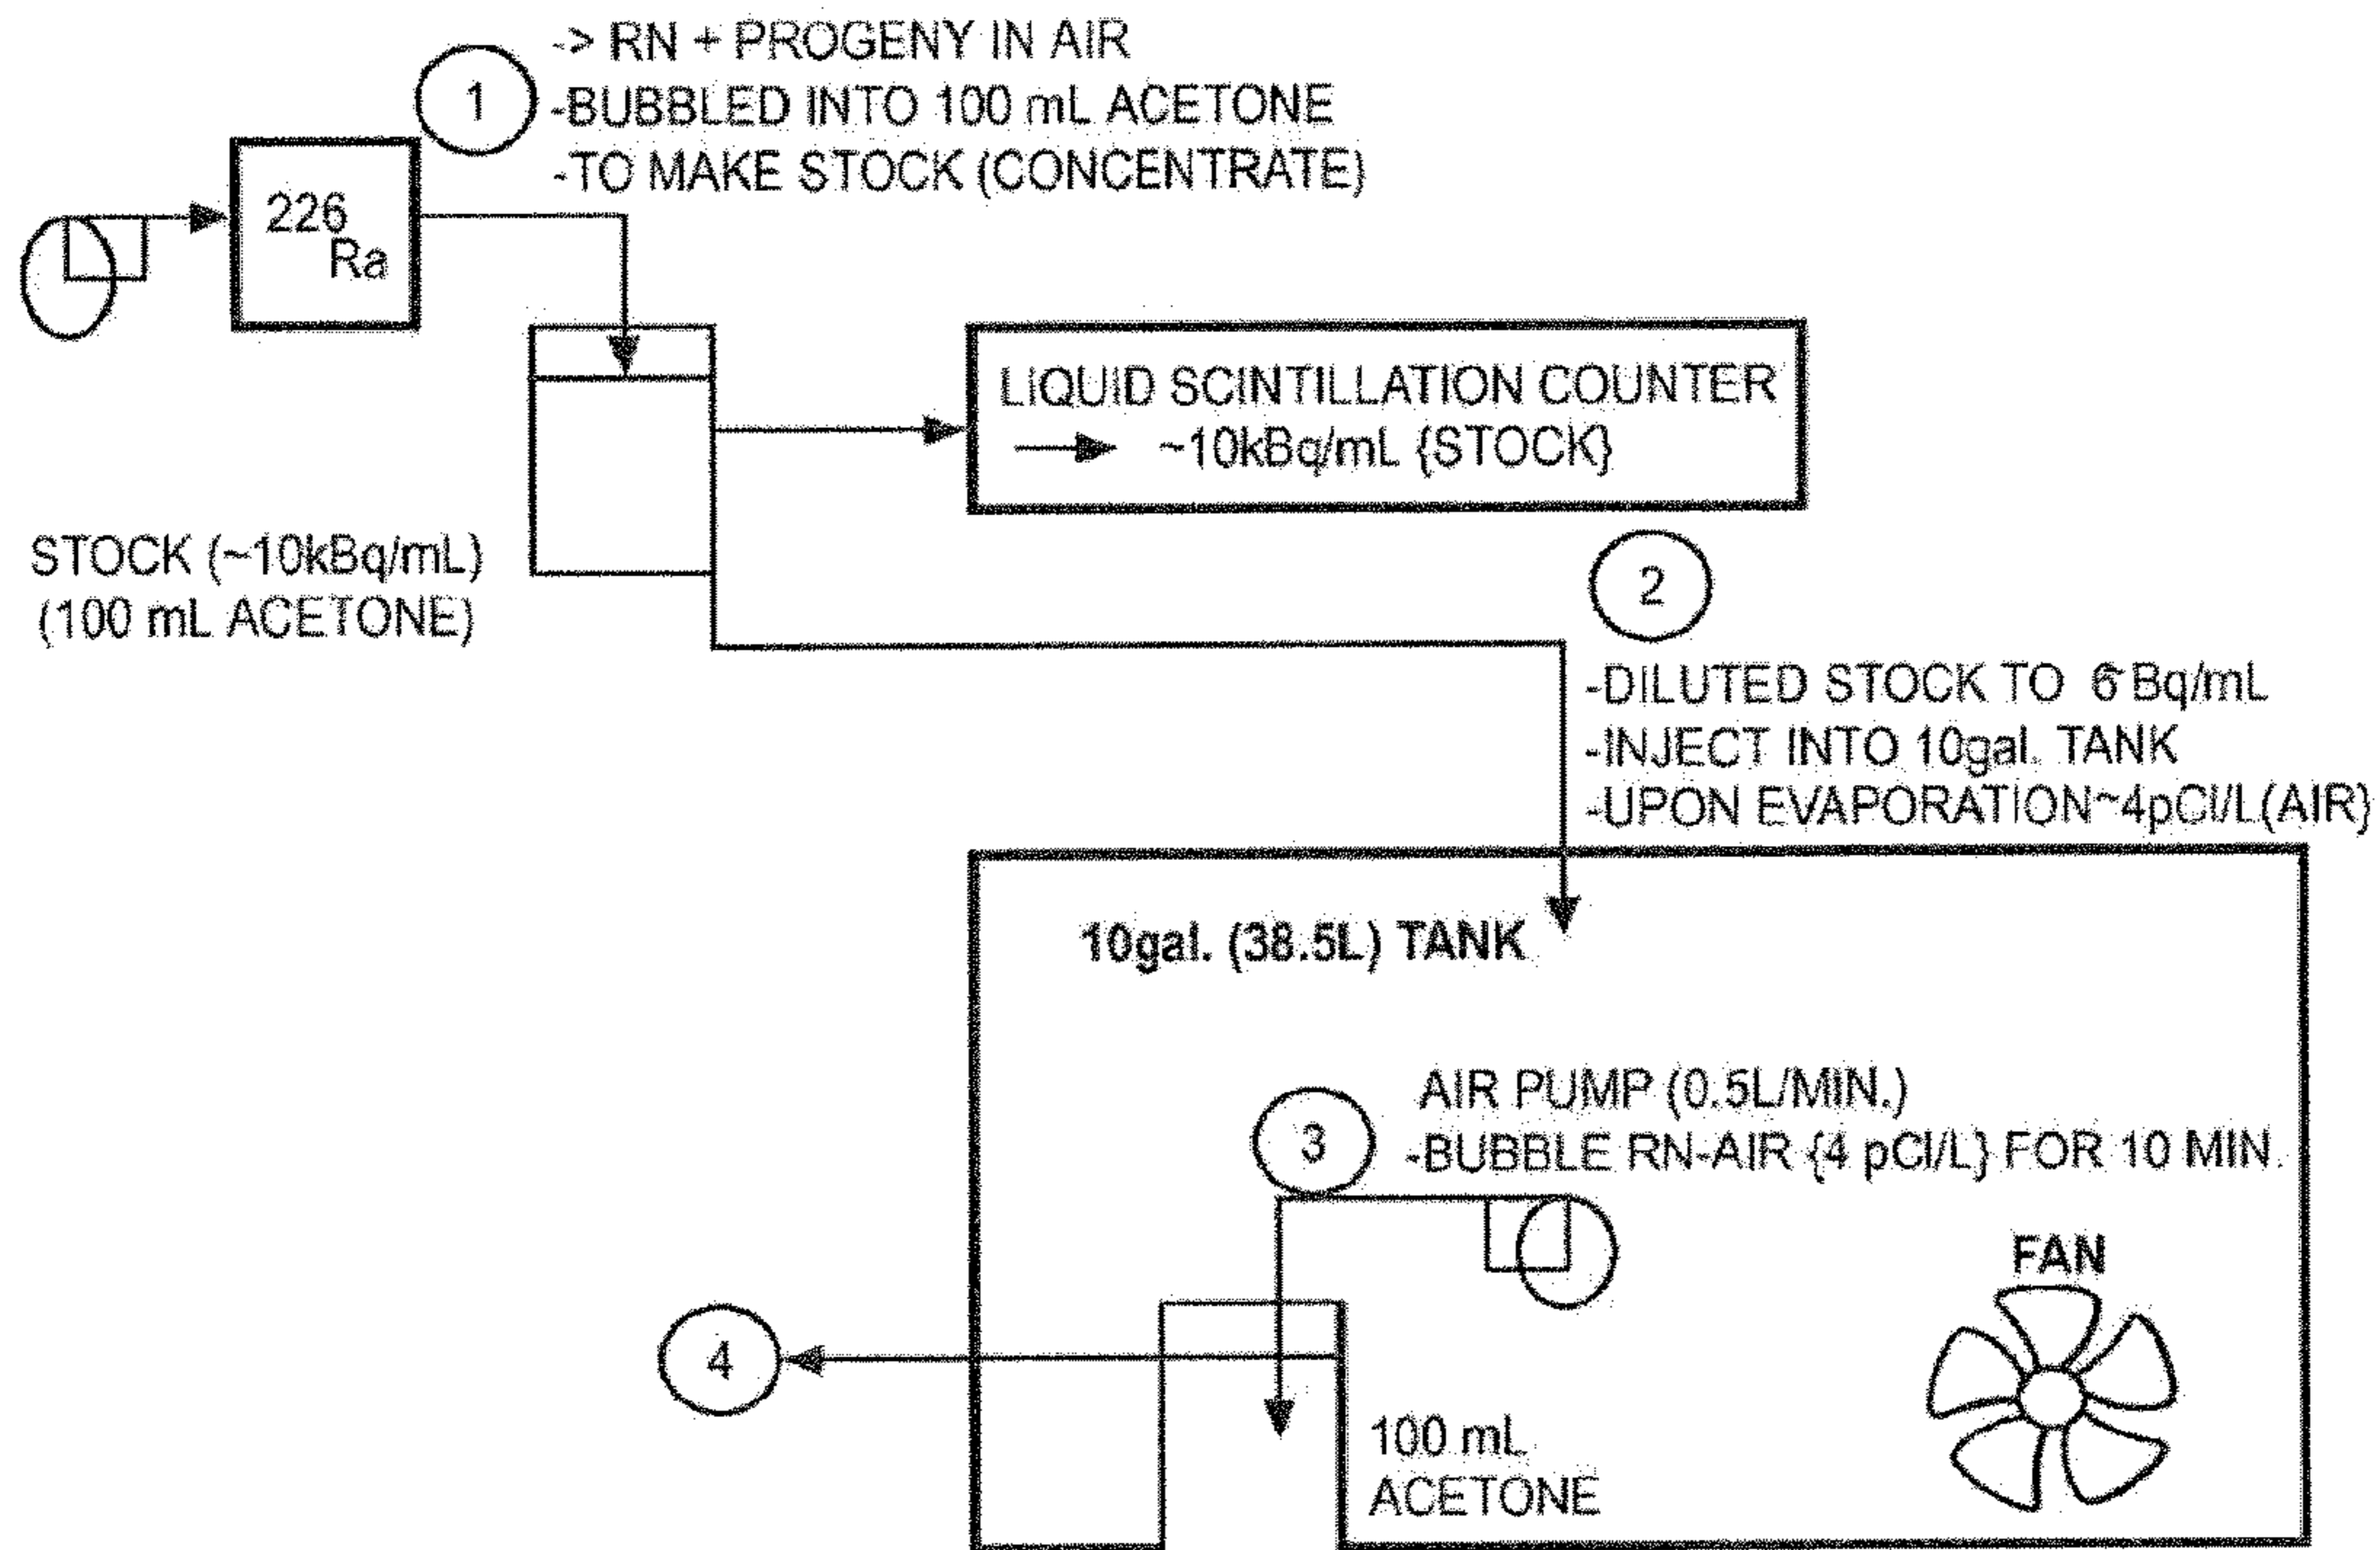 -> RN + PROGENY IN AIR
1
-BUBBLED INTO 100 mL ACETONE
-TO MAKE STOCK (CONCENTRATE)
226
Ra
LIQUID SCINTILLATION COUNTER
~10kBq/mL {STOCK}
STOCK (~10kBq/mL)
(100 mL ACETONE)
2
-DILUTED STOCK TO 6 Bq/mL
-INJECT INTO 10gal. TANK
-UPON EVAPORATION~4pCI/L(AIR}
10gal. (38.5L) TANK
3
AIR PUMP (0.5L/MIN.)
-BUBBLE RN-AIR {4 pCI/L} FOR 10 MIN.
FAN
4
100 mL
ACETONE